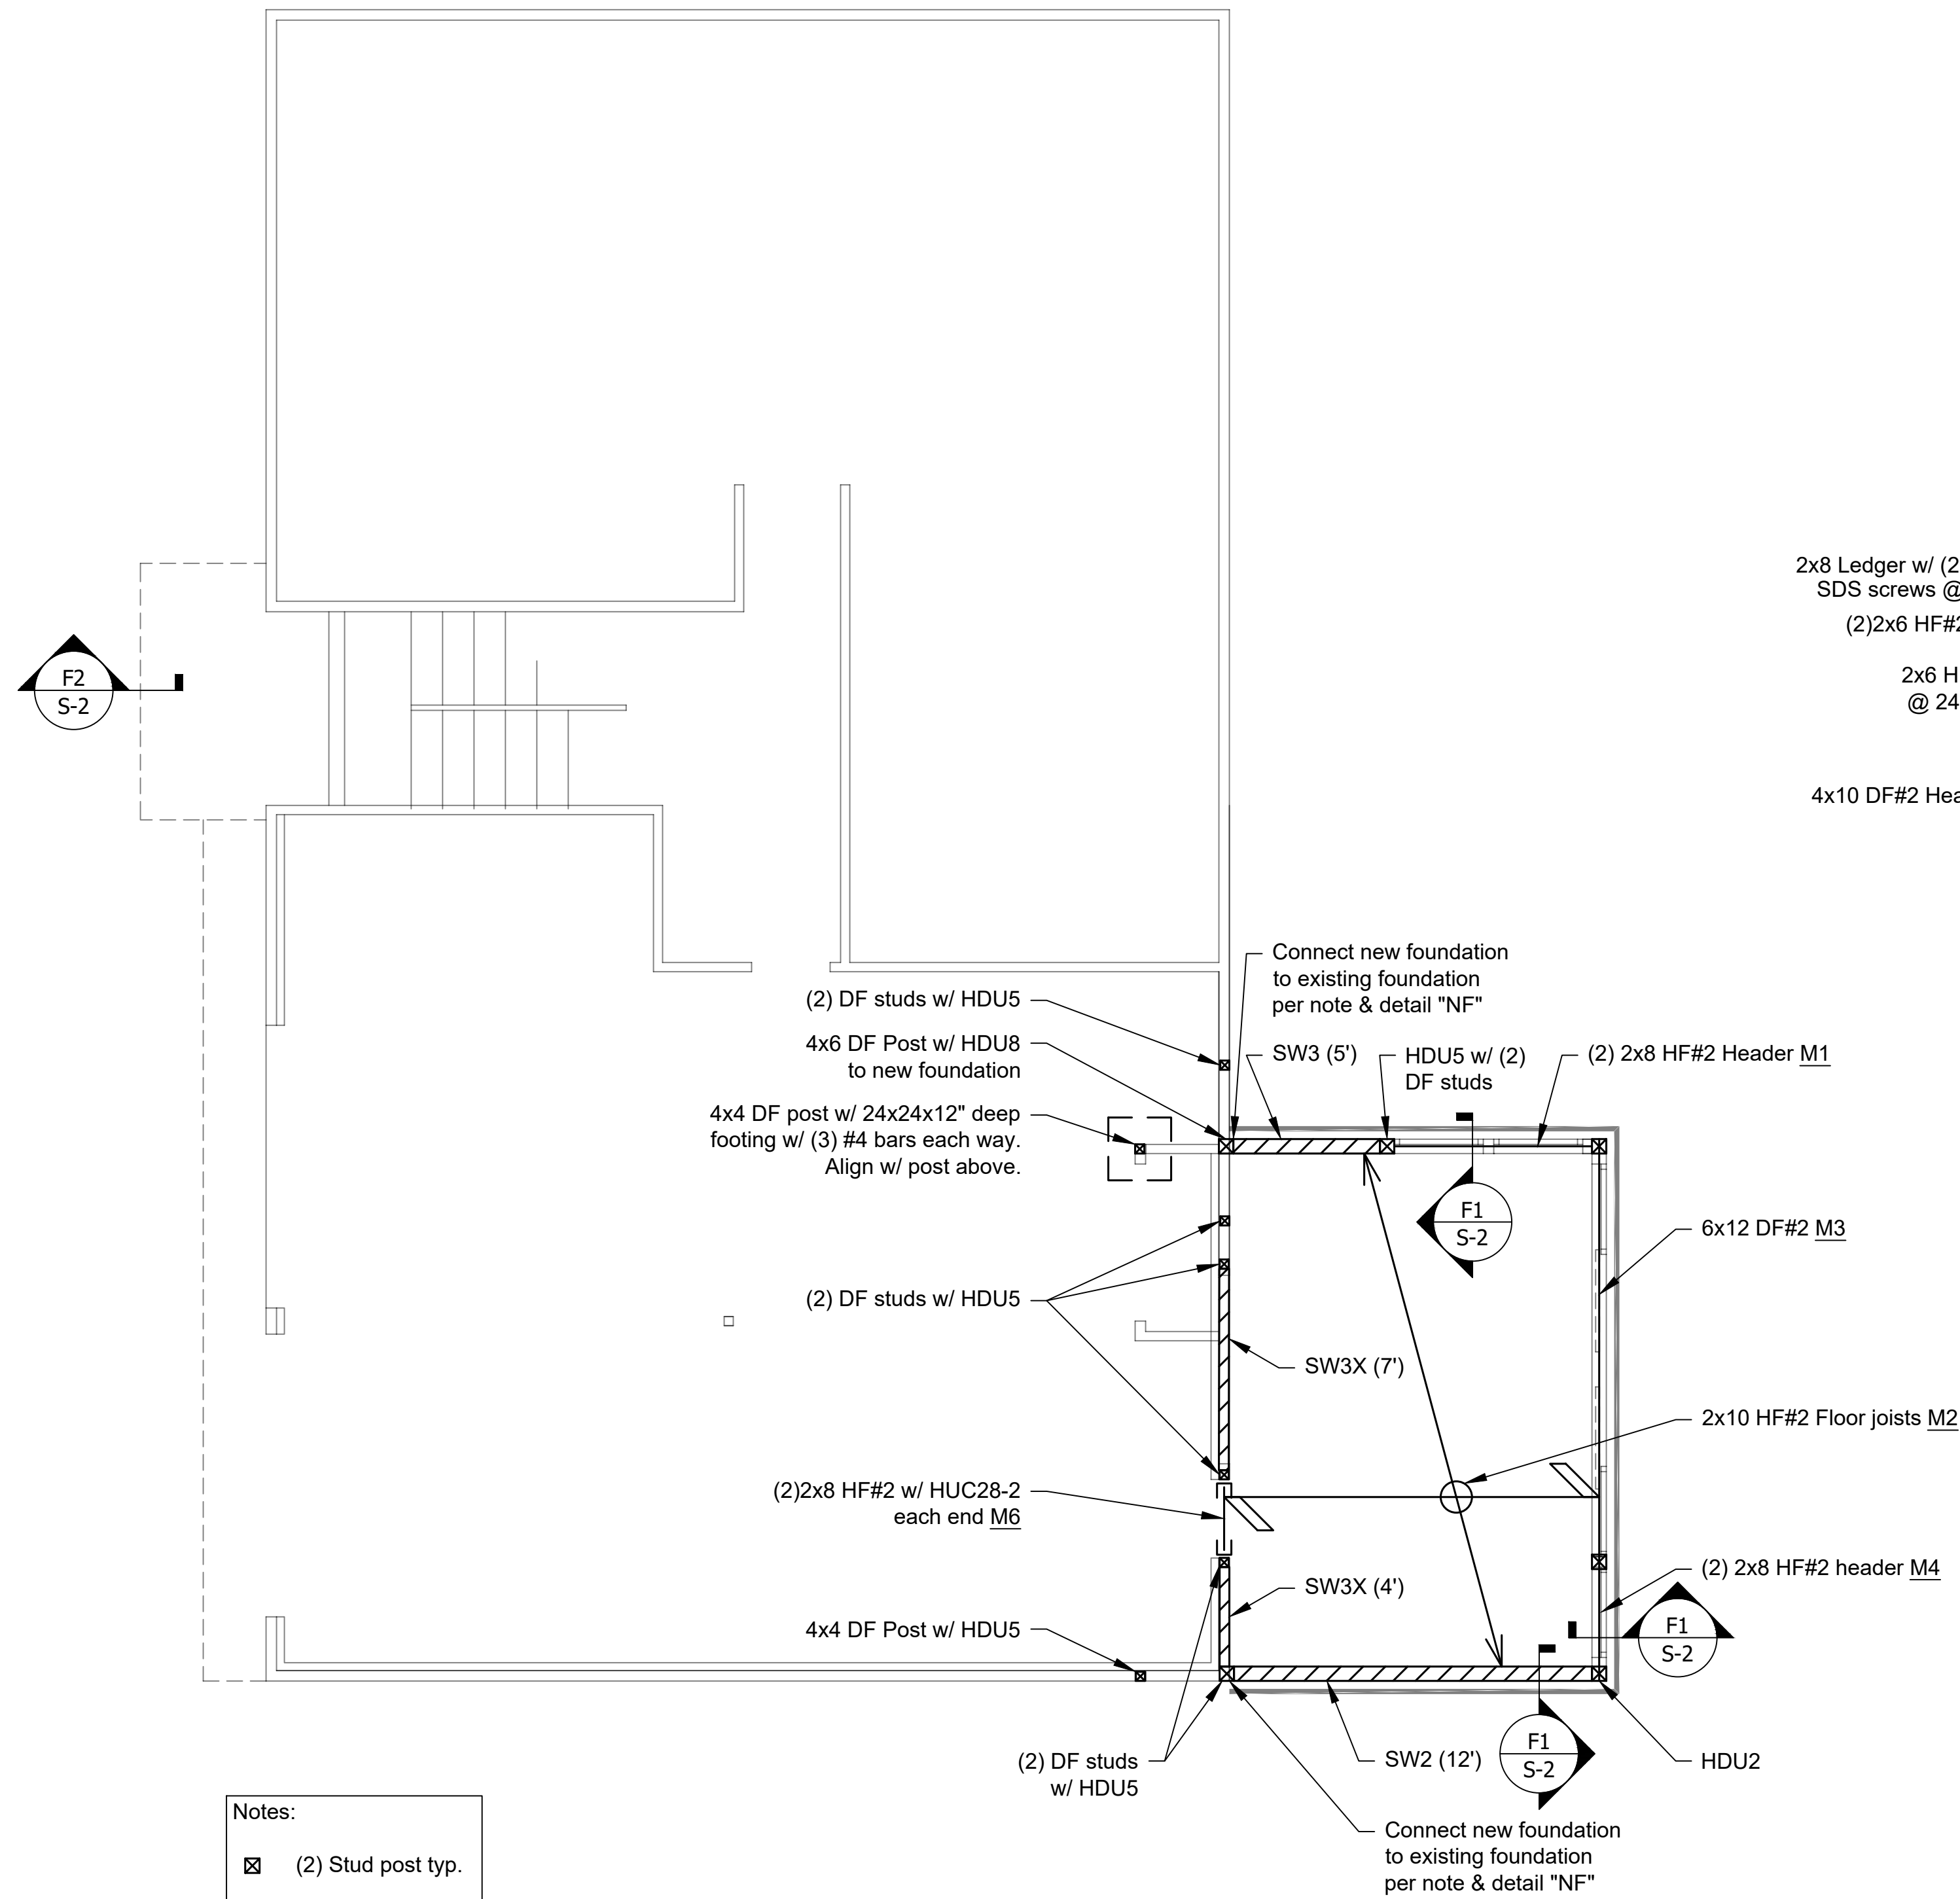 2x8 Ledger w/ (2
SDS screws @
(2)2x6 HF#2
2x6 H
@ 24
4x10 DF#2 Hea
F2
S-2
Connect new foundation
to existing foundation
per note & detail "NF"
(2) DF studs w/ HDU5
4x6 DF Post w/ HDU8
to new foundation
SW3 (5')
HDU5 w/ (2)
DF studs
(2) 2x8 HF#2 Header M1
4x4 DF post w/ 24x24x12" deep
footing w/ (3) #4 bars each way.
Align w/ post above.
F1
S-2
6x12 DF#2 M3
(2) DF studs w/ HDU5
SW3X (7')
2x10 HF#2 Floor joists M2
(2)2x8 HF#2 w/ HUC28-2
each end M6
(2) 2x8 HF#2 header M4
SW3X (4')
4x4 DF Post w/ HDU5
F1
S-2
(2) DF studs
w/ HDU5
SW2 (12')
F1
S-2
HDU2
Connect new foundation
to existing foundation
per note & detail "NF"
Notes:
(2) Stud post typ.